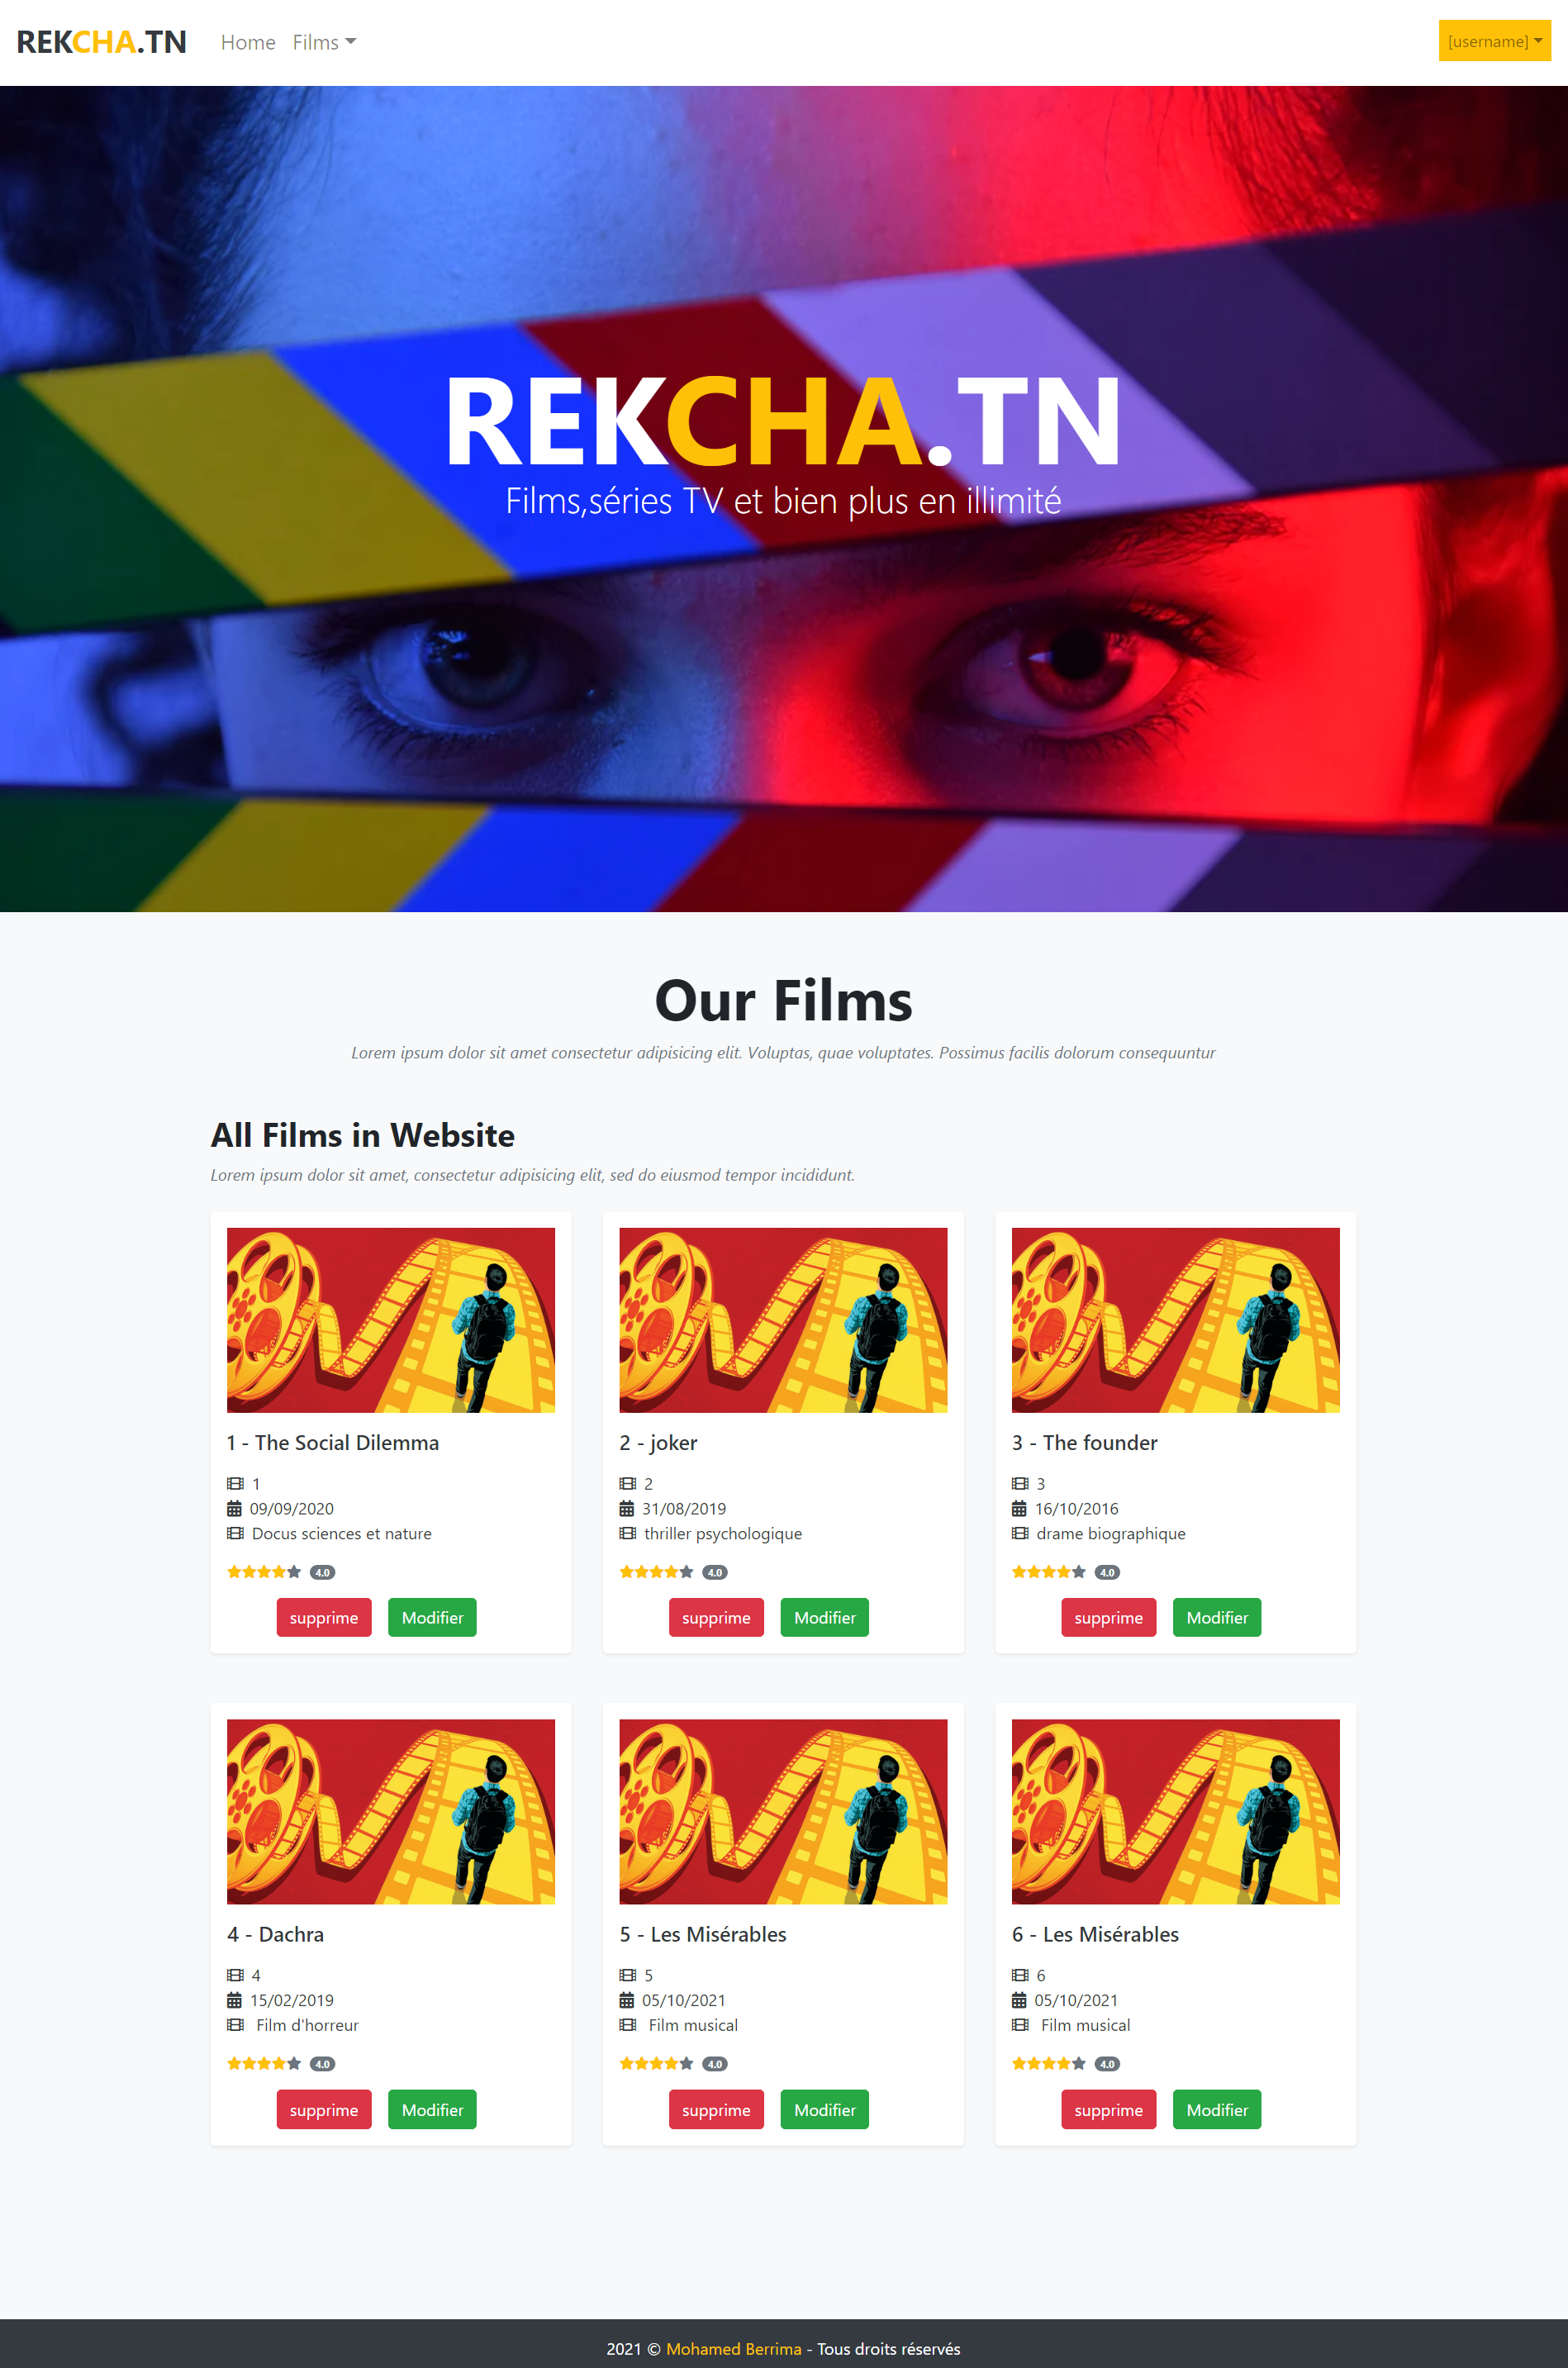 REKCHA.TN Home Films [username]
REKCHA.TN
Films,séries TV et bien plus en illimité
Our Films
Lorem ipsum dolor sit amet consectetur adipisicing elit. Voluptas, quae voluptates. Possimus facilis dolorum consequuntur
All Films in Website
Lorem ipsum dolor sit amet, consectetur adipisicing elit, sed do eiusmod tempor incididunt.
1 - The Social Dilemma
1
09/09/2020
Docus sciences et nature
4.0
supprime Modifier
2 - joker
2
31/08/2019
thriller psychologique
4.0
supprime Modifier
3 - The founder
3
16/10/2016
drame biographique
4.0
supprime Modifier
4 - Dachra
4
15/02/2019
Film d'horreur
4.0
supprime Modifier
5 - Les Misérables
5
05/10/2021
Film musical
4.0
supprime Modifier
6 - Les Misérables
6
05/10/2021
Film musical
4.0
supprime Modifier
2021 © Mohamed Berrima - Tous droits réservés